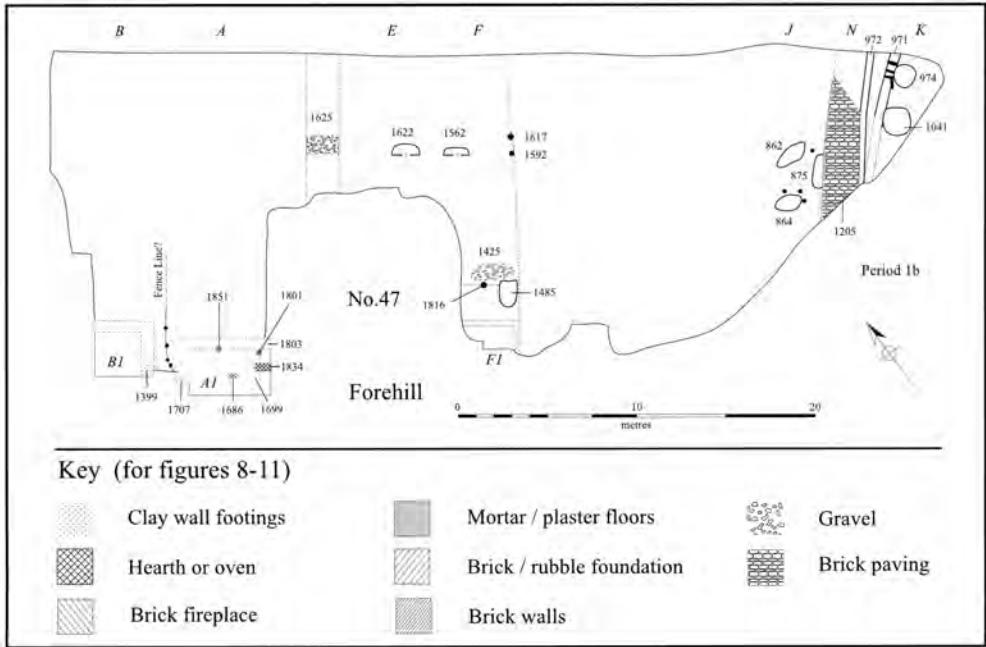 B A E F J N K
972 971
974
1625
1622 1562
1617
1592
1041
862
875
864
1205
Fence Line?
1425
1851
1801
No.47
1816
1485
Period 1b
1803
B1
1834
F1
A1
Forehill
1399
1707 1686 1699
0 10 20
metres
Key (for figures 8-11)
Clay wall footings
Mortar / plaster floors
Gravel
Hearth or oven
Brick / rubble foundation
Brick paving
Brick fireplace
Brick walls